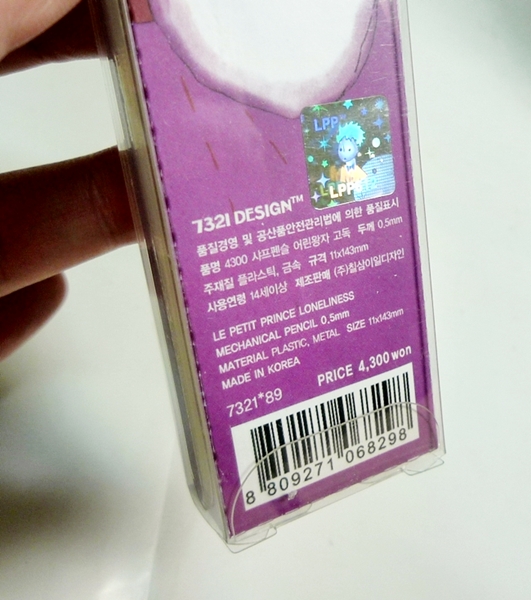 LPP
LPP
7321 DESIGN™
품질경영 및 공산품안전관리법에 의한 품질표시
품명 4300 샤프펜슬 어린왕자 고독 두께 0.5mm
주재질 플라스틱, 금속 규격 11x143mm
사용연령 14세이상 제조판매 (주)칠삼이일디자인
LE PETIT PRINCE LONELINESS
MECHANICAL PENCIL 0.5mm
MATERIAL PLASTIC, METAL SIZE 11x143mm
MADE IN KOREA
PRICE 4,300 won
7321*89
8 809271 068298